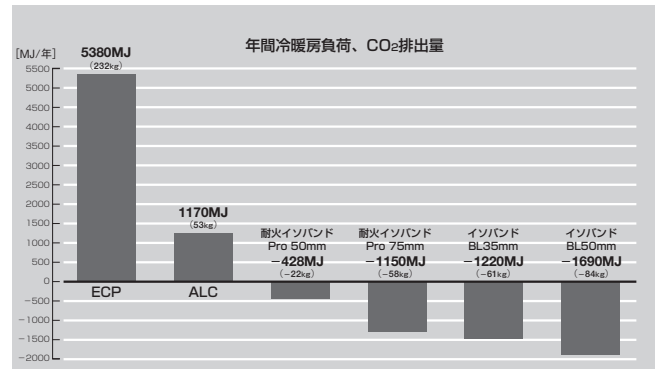 年間冷暖房負荷、CO₂排出量
[MJ/年]
5500
5000
4500
4000
3500
3000
2500
2000
1500
1000
500
0
−500
−1000
−1500
−2000
5380MJ
(232kg)
ECP
1170MJ
(53kg)
ALC
耐火イソバンド
Pro 50mm
−428MJ
(−22kg)
耐火イソバンド
Pro 75mm
−1150MJ
(−58kg)
イソバンド
BL35mm
−1220MJ
(−61kg)
イソバンド
BL50mm
−1690MJ
(−84kg)